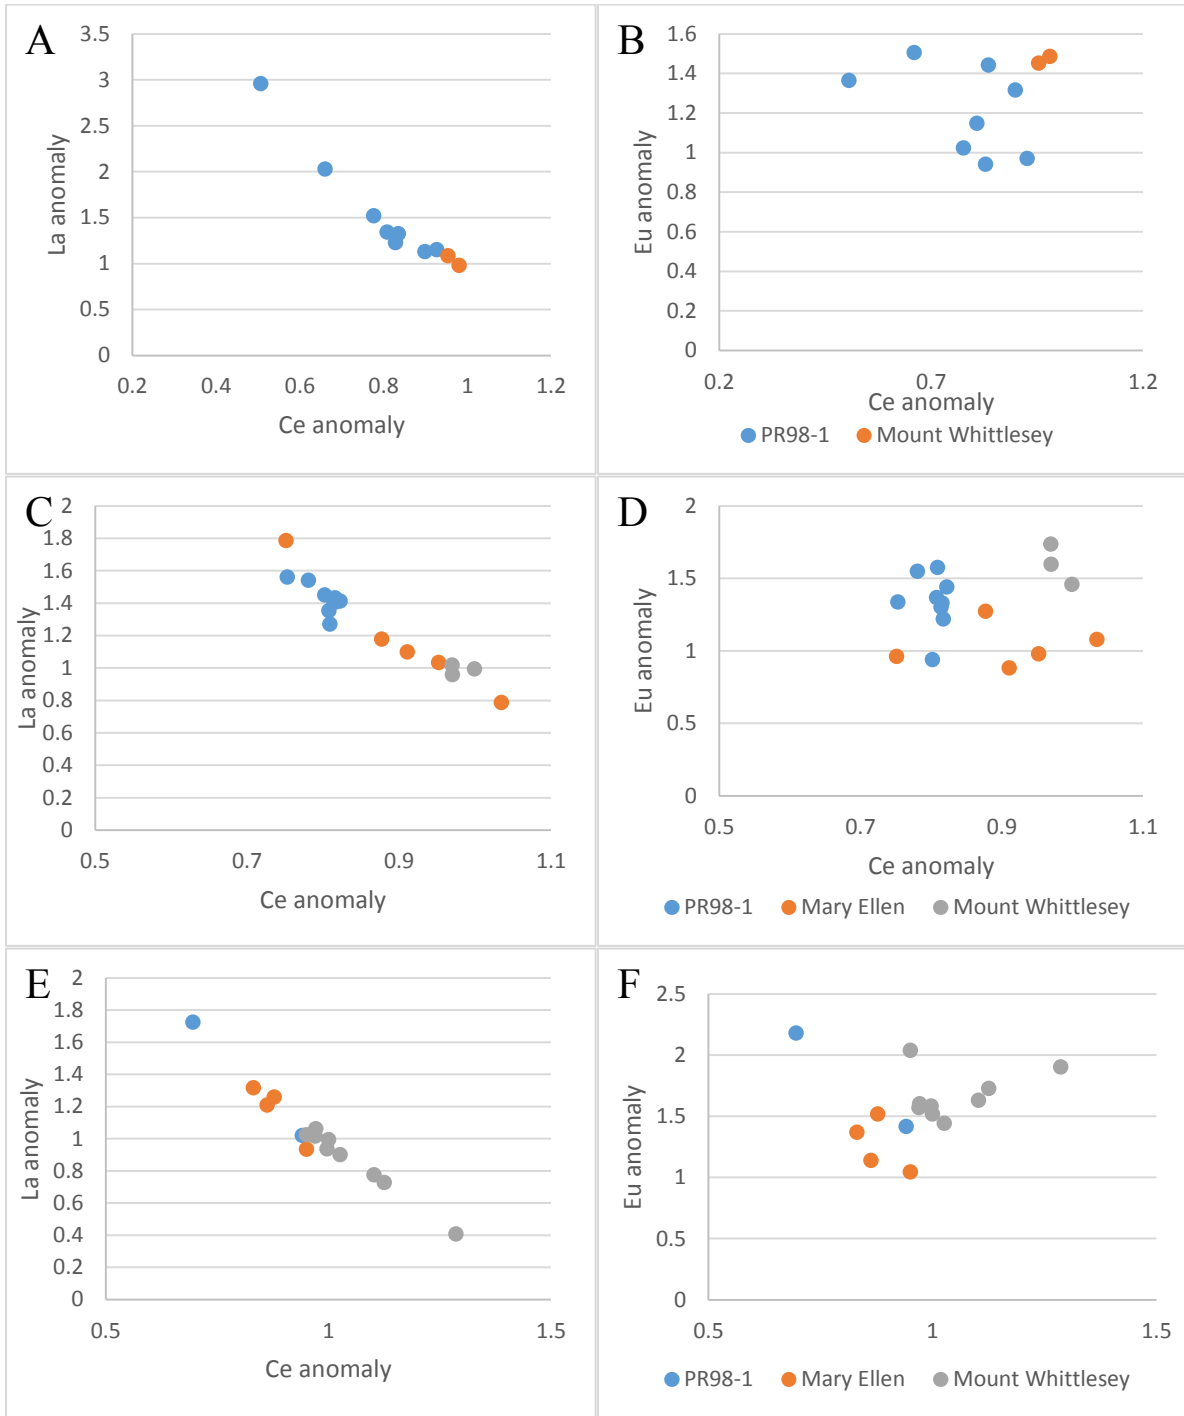 A
3.5
3
2.5
2
1.5
1
0.5
0
La anomaly
0.2 0.4 0.6 0.8 1 1.2
Ce anomaly
B
1.6
1.4
1.2
1
0.8
0.6
0.4
0.2
0
Eu anomaly
0.2 0.7 1.2
Ce anomaly
PR98-1 Mount Whittlesey
C
2
1.8
1.6
1.4
1.2
1
0.8
0.6
0.4
0.2
0
La anomaly
0.5 0.7 0.9 1.1
Ce anomaly
D
2
1.5
1
0.5
0
Eu anomaly
0.5 0.7 0.9 1.1
Ce anomaly
PR98-1 Mary Ellen Mount Whittlesey
E
2
1.8
1.6
1.4
1.2
1
0.8
0.6
0.4
0.2
0
La anomaly
0.5 1 1.5
Ce anomaly
F
2.5
2
1.5
1
0.5
0
Eu anomaly
0.5 1 1.5
Ce anomaly
PR98-1 Mary Ellen Mount Whittlesey